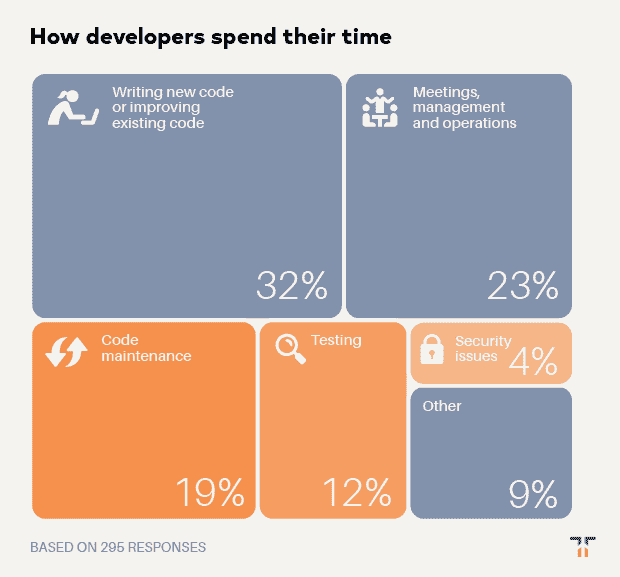 How developers spend their time
Writing new code
or improving
existing code
32%
Meetings,
management
and operations
23%
Code
maintenance
19%
Testing
12%
Security
issues
4%
Other
9%
BASED ON 295 RESPONSES